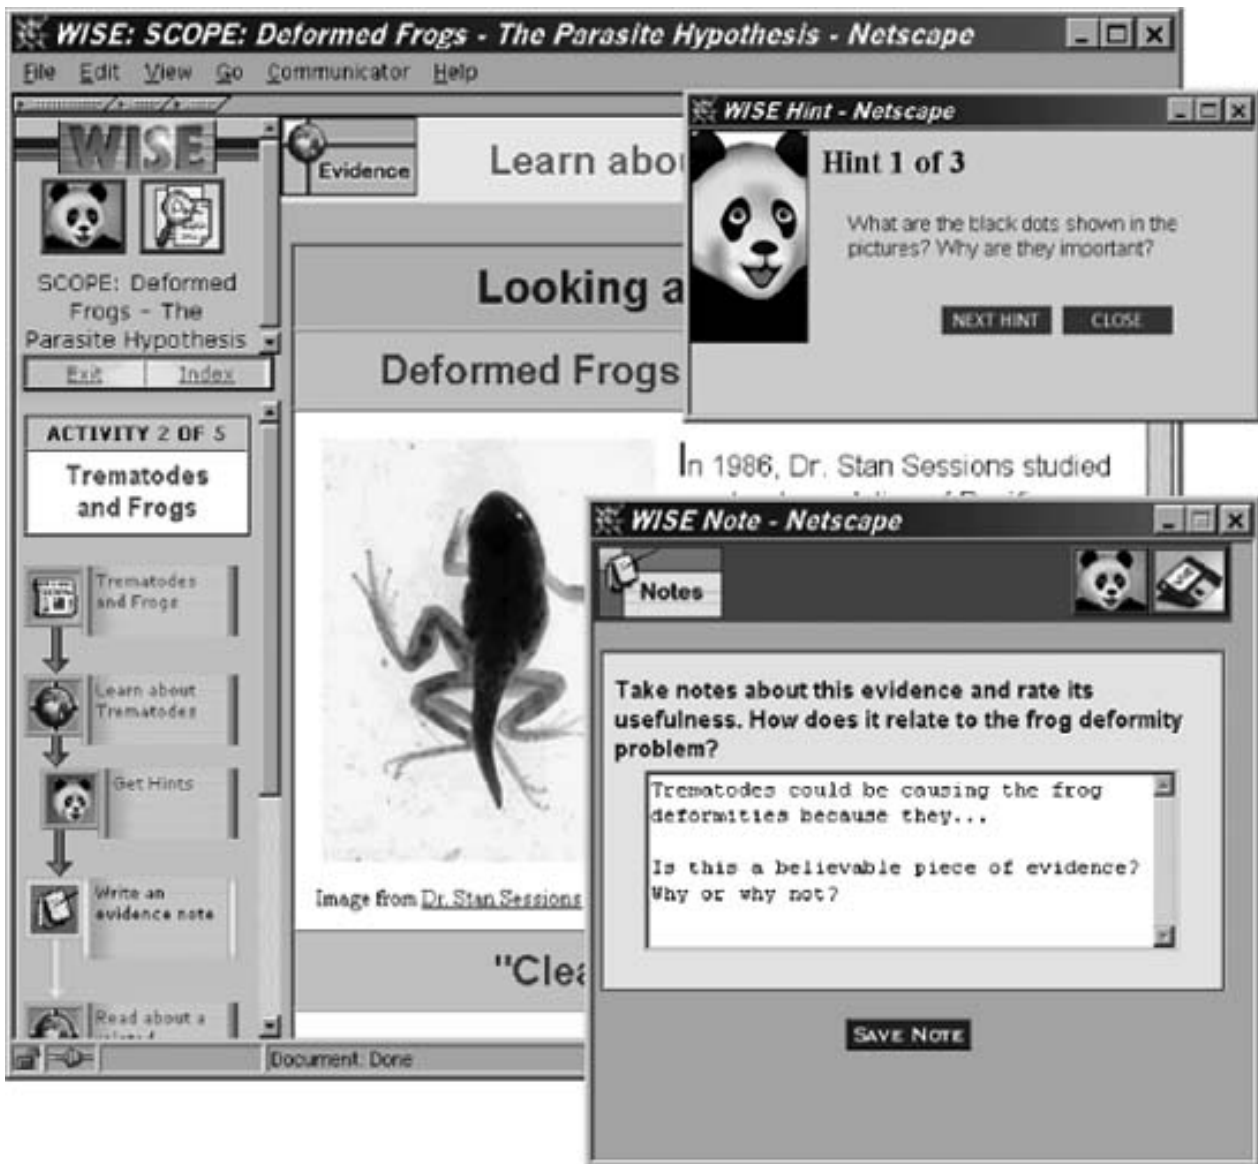 WISE: SCOPE: Deformed Frogs - The Parasite Hypothesis - Netscape
File Edit View Go Communicator Help
WISE
SCOPE: Deformed
Frogs - The
Parasite Hypothesis
Exit Index
ACTIVITY 2 OF 5
Trematodes
and Frogs
Trematodes
and Frogs
Learn about
Trematodes
Get Hints
Write an
evidence note
Read about a
Evidence
Learn abou
Looking a
Deformed Frogs
In 1986, Dr. Stan Sessions studied
Image from Dr. Stan Sessions
"Clea
Document: Done
WISE Hint - Netscape
Hint 1 of 3
What are the black dots shown in the
pictures? Why are they important?
NEXT HINT CLOSE
WISE Note - Netscape
Notes
Take notes about this evidence and rate its
usefulness. How does it relate to the frog deformity
problem?
Trematodes could be causing the frog
deformities because they...
Is this a believable piece of evidence?
Why or why not?
SAVE NOTE